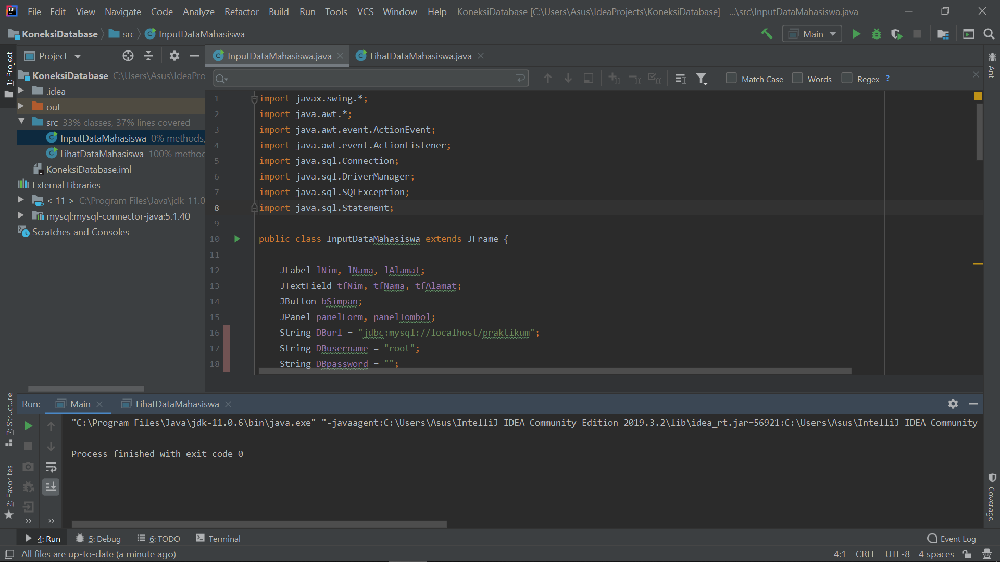 File Edit View Navigate Code Analyze Refactor Build Run Tools VCS Window Help KoneksiDatabase [C:\Users\Asus\IdeaProjects\KoneksiDatabase] - ...\src\InputDataMahasiswa.java
KoneksiDatabase src InputDataMahasiswa Main
1: Project
Project
InputDataMahasiswa.java LihatDataMahasiswa.java
Ant
KoneksiDatabase C:\Users\Asus\IdeaPro
.idea
out
src 33% classes, 37% lines covered
InputDataMahasiswa 0% methods,
LihatDataMahasiswa 100% method
KoneksiDatabase.iml
External Libraries
< 11 > C:\Program Files\Java\jdk-11.0
mysql:mysql-connector-java:5.1.40
Scratches and Consoles
Match Case Words Regex ?
1 import javax.swing.*;
2 import java.awt.*;
3 import java.awt.event.ActionEvent;
4 import java.awt.event.ActionListener;
5 import java.sql.Connection;
6 import java.sql.DriverManager;
7 import java.sql.SQLException;
8 import java.sql.Statement;
9
10 public class InputDataMahasiswa extends JFrame {
11
12 JLabel lNim, lNama, lAlamat;
13 JTextField tfNim, tfNama, tfAlamat;
14 JButton bSimpan;
15 JPanel panelForm, panelTombol;
16 String DBurl = "jdbc:mysql://localhost/praktikum";
17 String DBusername = "root";
18 String DBpassword = "";
7: Structure
2: Favorites
Run: Main LihatDataMahasiswa
"C:\Program Files\Java\jdk-11.0.6\bin\java.exe" "-javaagent:C:\Users\Asus\IntelliJ IDEA Community Edition 2019.3.2\lib\idea_rt.jar=56921:C:\Users\Asus\IntelliJ IDEA Community
Process finished with exit code 0
Coverage
4: Run 5: Debug 6: TODO Terminal Event Log
All files are up-to-date (a minute ago) 4:1 CRLF UTF-8 4 spaces